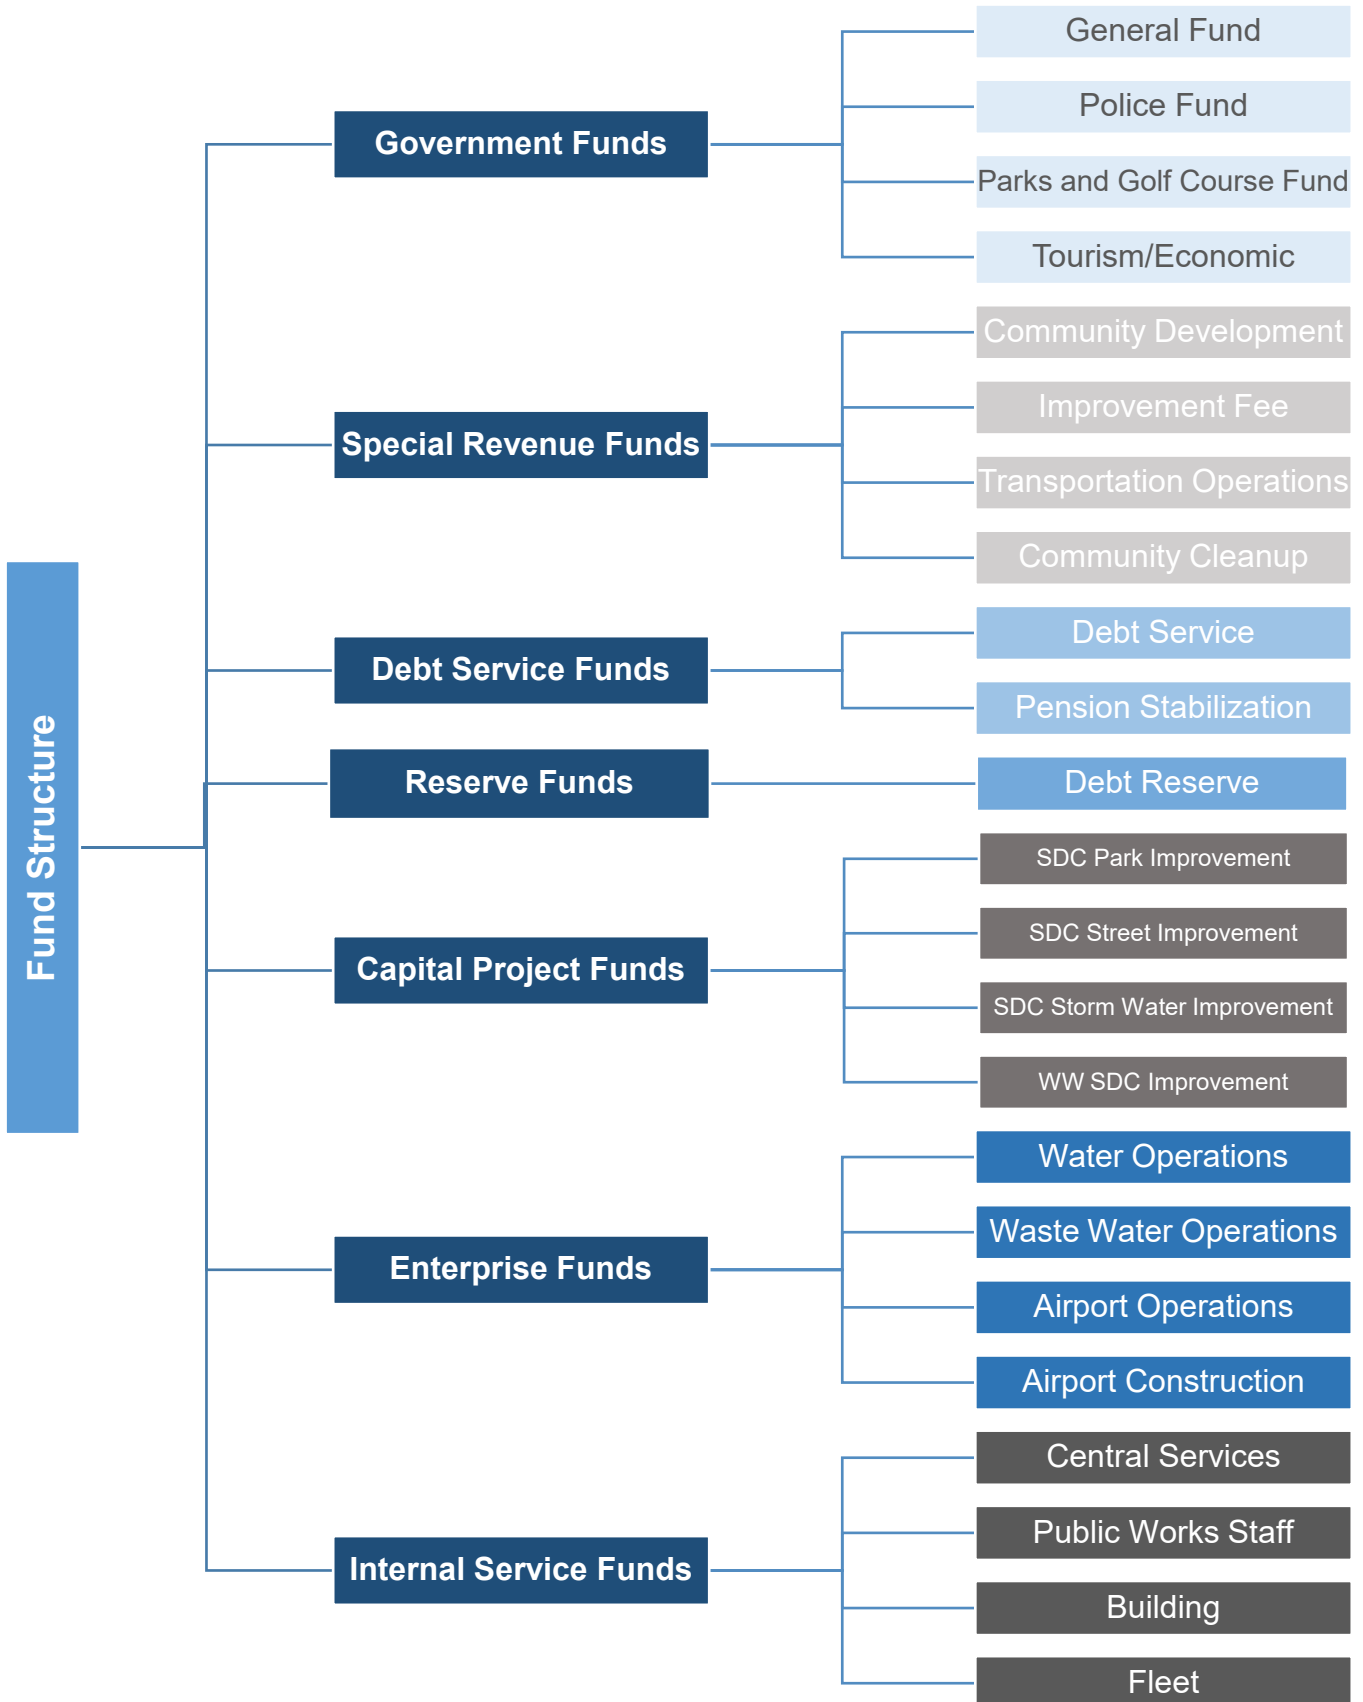 Fund Structure
Government Funds
General Fund
Police Fund
Parks and Golf Course Fund
Tourism/Economic
Special Revenue Funds
Community Development
Improvement Fee
Transportation Operations
Community Cleanup
Debt Service Funds
Debt Service
Pension Stabilization
Reserve Funds
Debt Reserve
Capital Project Funds
SDC Park Improvement
SDC Street Improvement
SDC Storm Water Improvement
WW SDC Improvement
Enterprise Funds
Water Operations
Waste Water Operations
Airport Operations
Airport Construction
Internal Service Funds
Central Services
Public Works Staff
Building
Fleet